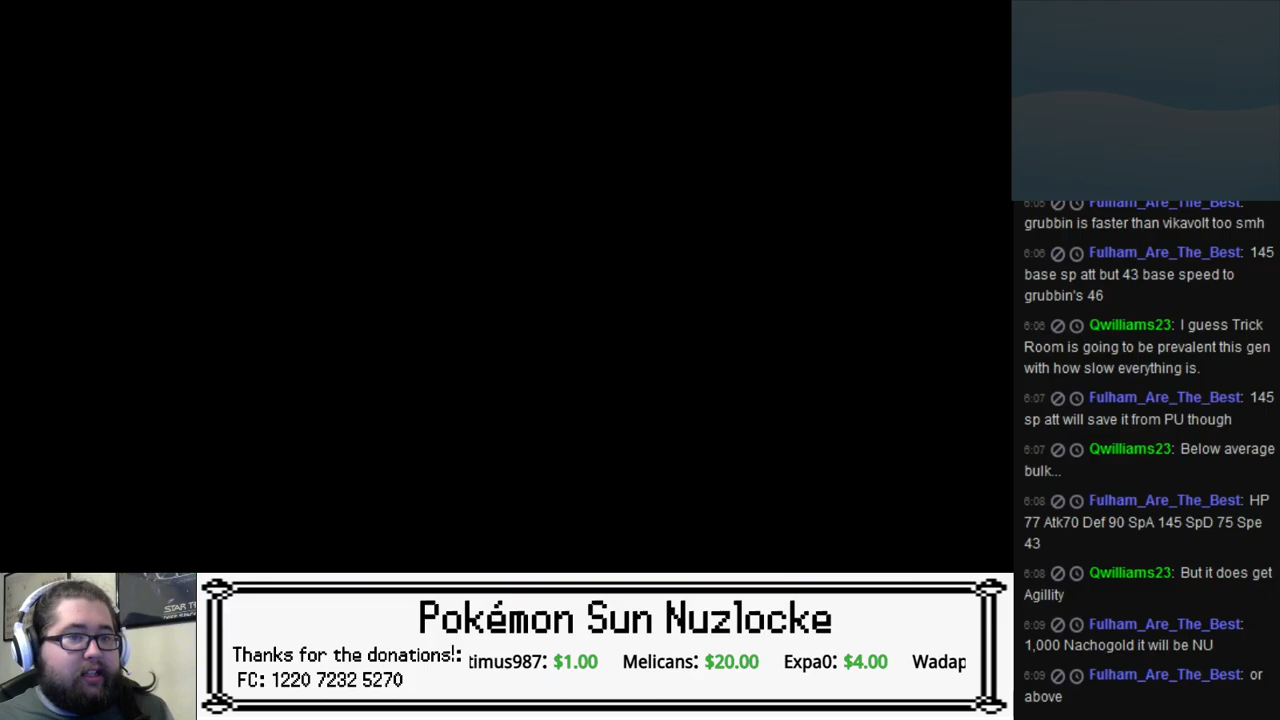 6:05 Fulham_Are_The_Best:
grubbin is faster than vikavolt too smh
6:06 Fulham_Are_The_Best: 145
base sp att but 43 base speed to
grubbin's 46
6:06 Qwilliams23: I guess Trick
Room is going to be prevalent this gen
with how slow everything is.
6:07 Fulham_Are_The_Best: 145
sp att will save it from PU though
6:07 Qwilliams23: Below average
bulk...
6:08 Fulham_Are_The_Best: HP
77 Atk70 Def 90 SpA 145 SpD 75 Spe
43
6:08 Qwilliams23: But it does get
Agillity
6:09 Fulham_Are_The_Best:
1,000 Nachogold it will be NU
6:09 Fulham_Are_The_Best: or
above
STAR
Pokémon Sun Nuzlocke
Thanks for the donations!: timus987: $1.00 Melicans: $20.00 Expa0: $4.00 Wadap
FC: 1220 7232 5270